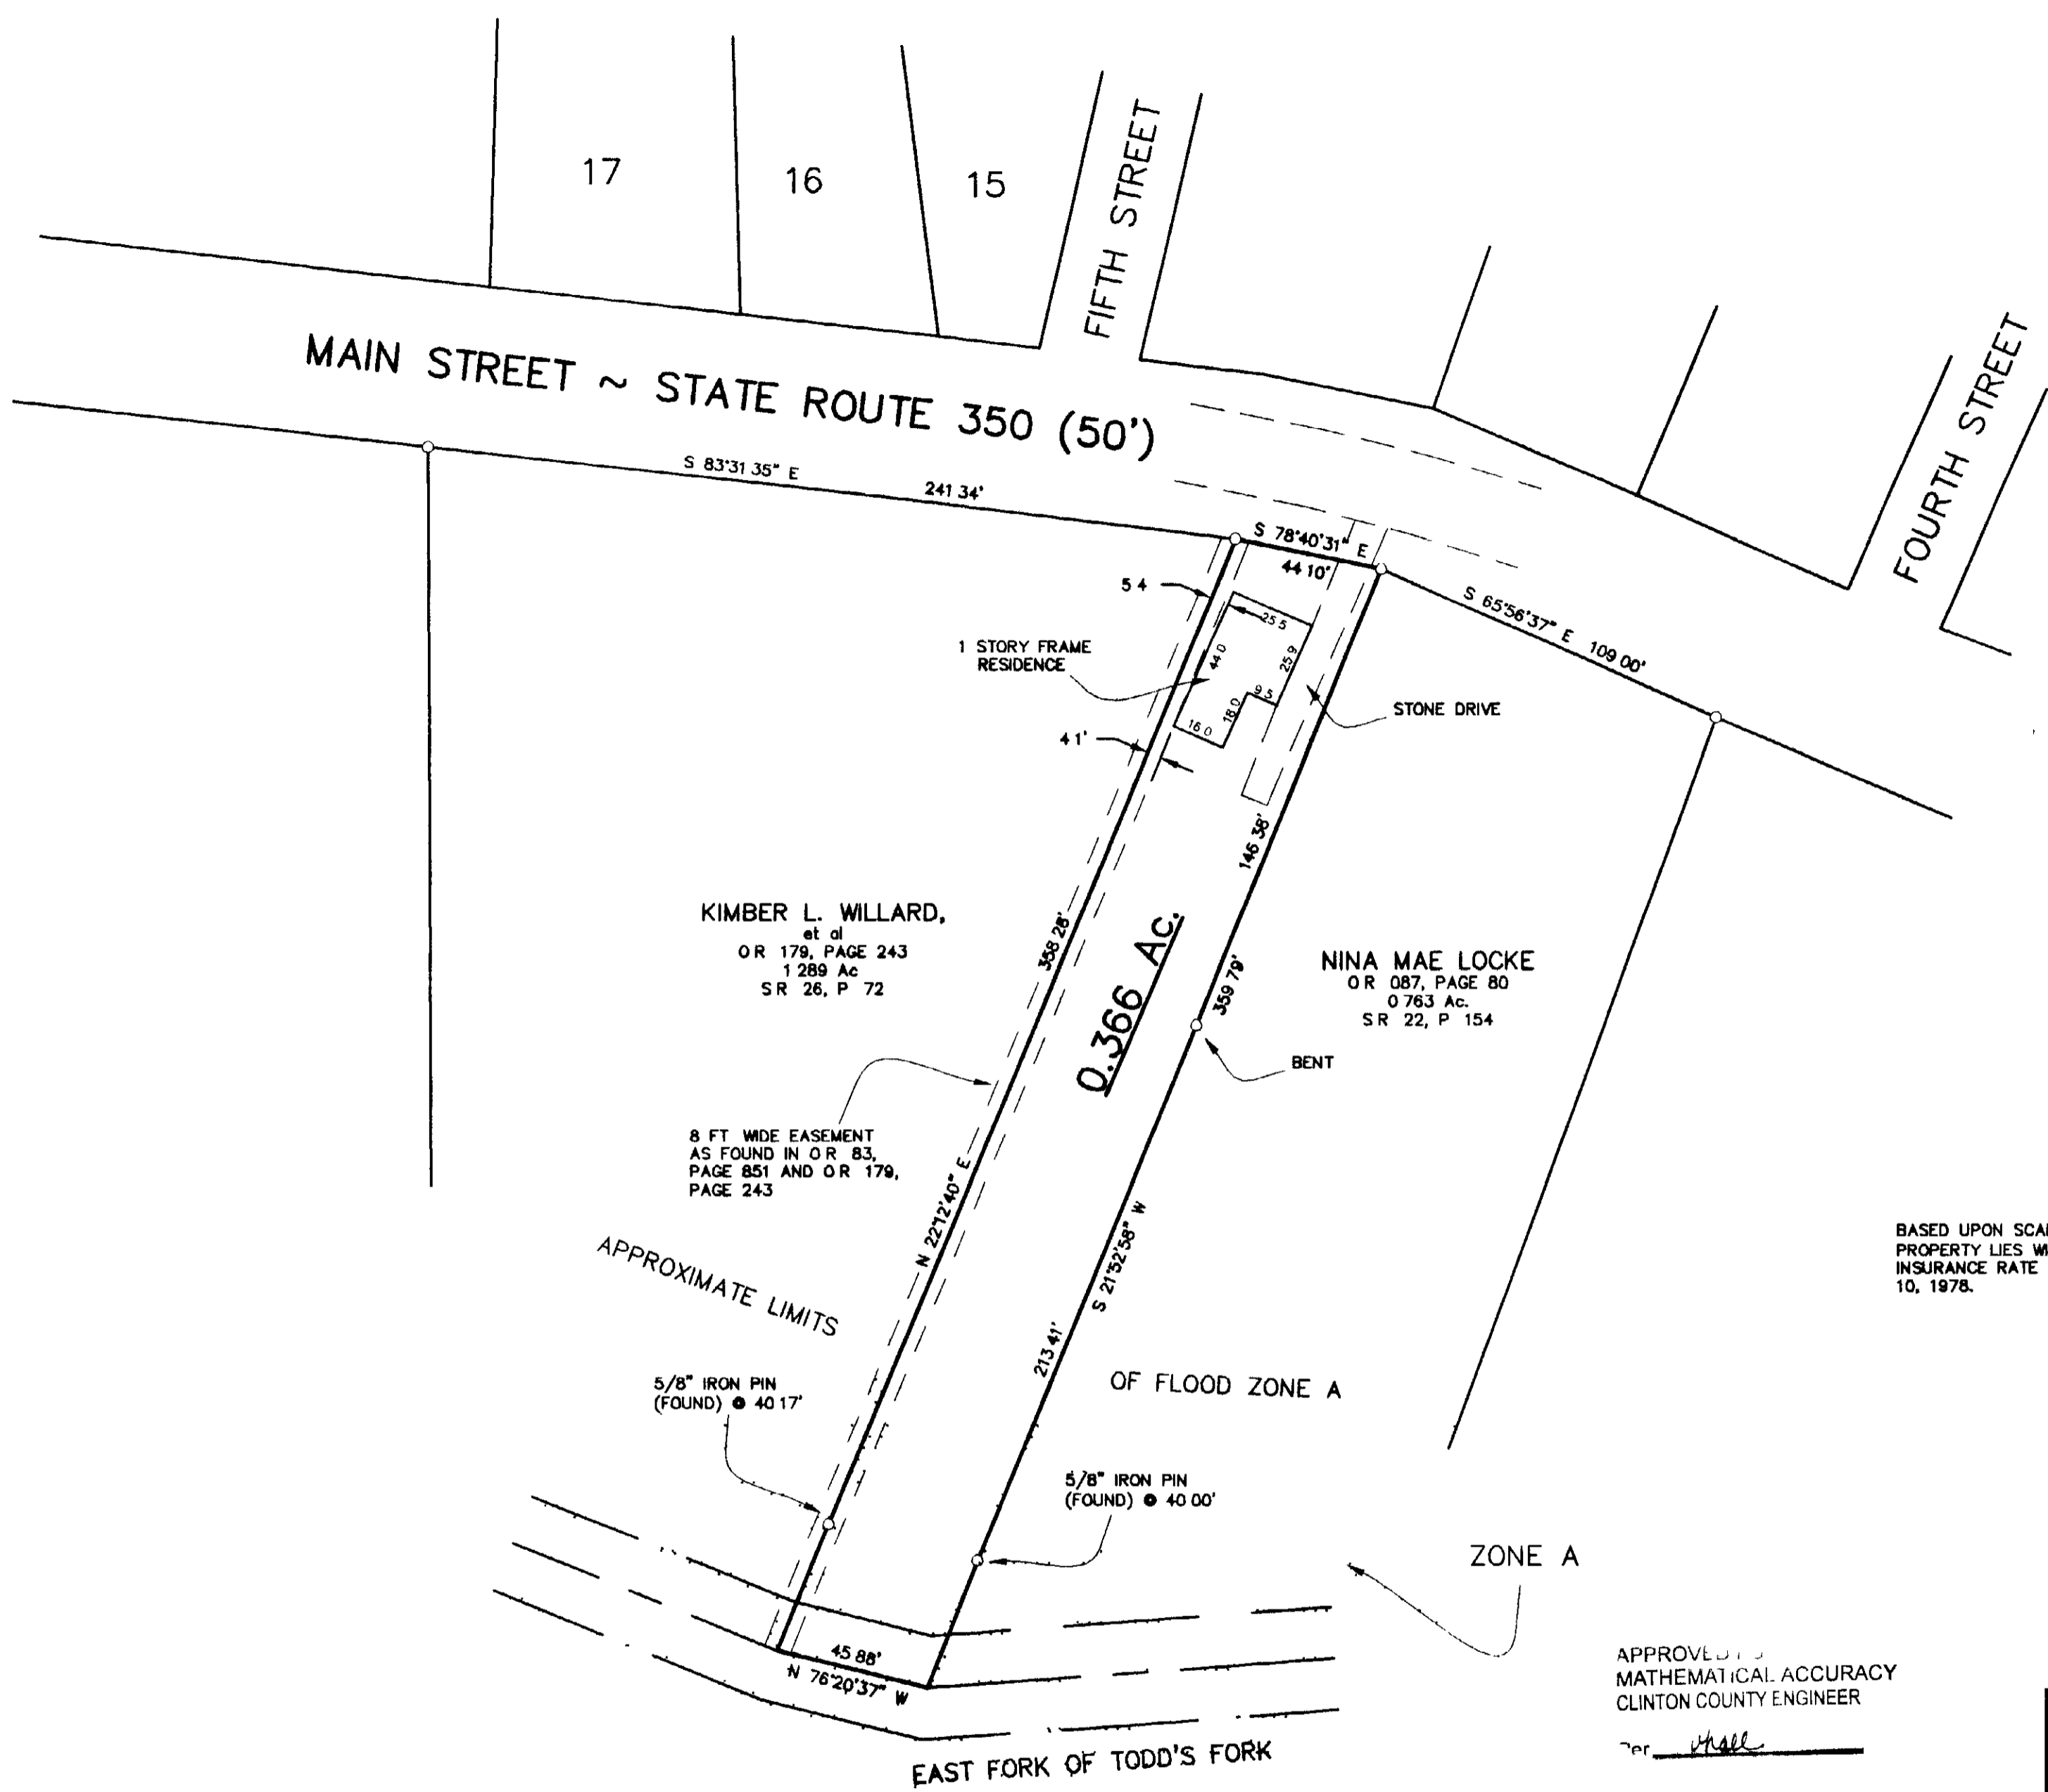 17
16
15
FIFTH STREET
FOURTH STREET
MAIN STREET ~ STATE ROUTE 350 (50')
S 83°31 35" E
241 34'
S 78°40'31" E
44 10'
S 65°56'37" E 109 00'
5 4
25 5
1 STORY FRAME
RESIDENCE
44 0
25 9
9 5
18 0
16 0
STONE DRIVE
4 1'
146 38'
KIMBER L. WILLARD,
et al
O R 179, PAGE 243
1 289 Ac
S R 26, P 72
358 28'
0.366 Ac.
359 79'
NINA MAE LOCKE
O R 087, PAGE 80
0 763 Ac.
S R 22, P 154
BENT
8 FT WIDE EASEMENT
AS FOUND IN O R 83,
PAGE 851 AND O R 179,
PAGE 243
N 22°12'40" E
S 21°52'58" W
BASED UPON
PROPERTY LIES
INSURANCE RATE
10, 1978.
APPROXIMATE LIMITS
213 41'
OF FLOOD ZONE A
5/8" IRON PIN
(FOUND) @ 40 17'
5/8" IRON PIN
(FOUND) @ 40 00'
ZONE A
45 88'
N 76°20'37" W
MATHEMATICAL ACCURACY
CLINTON COUNTY ENGINEER
EAST FORK OF TODD'S FORK